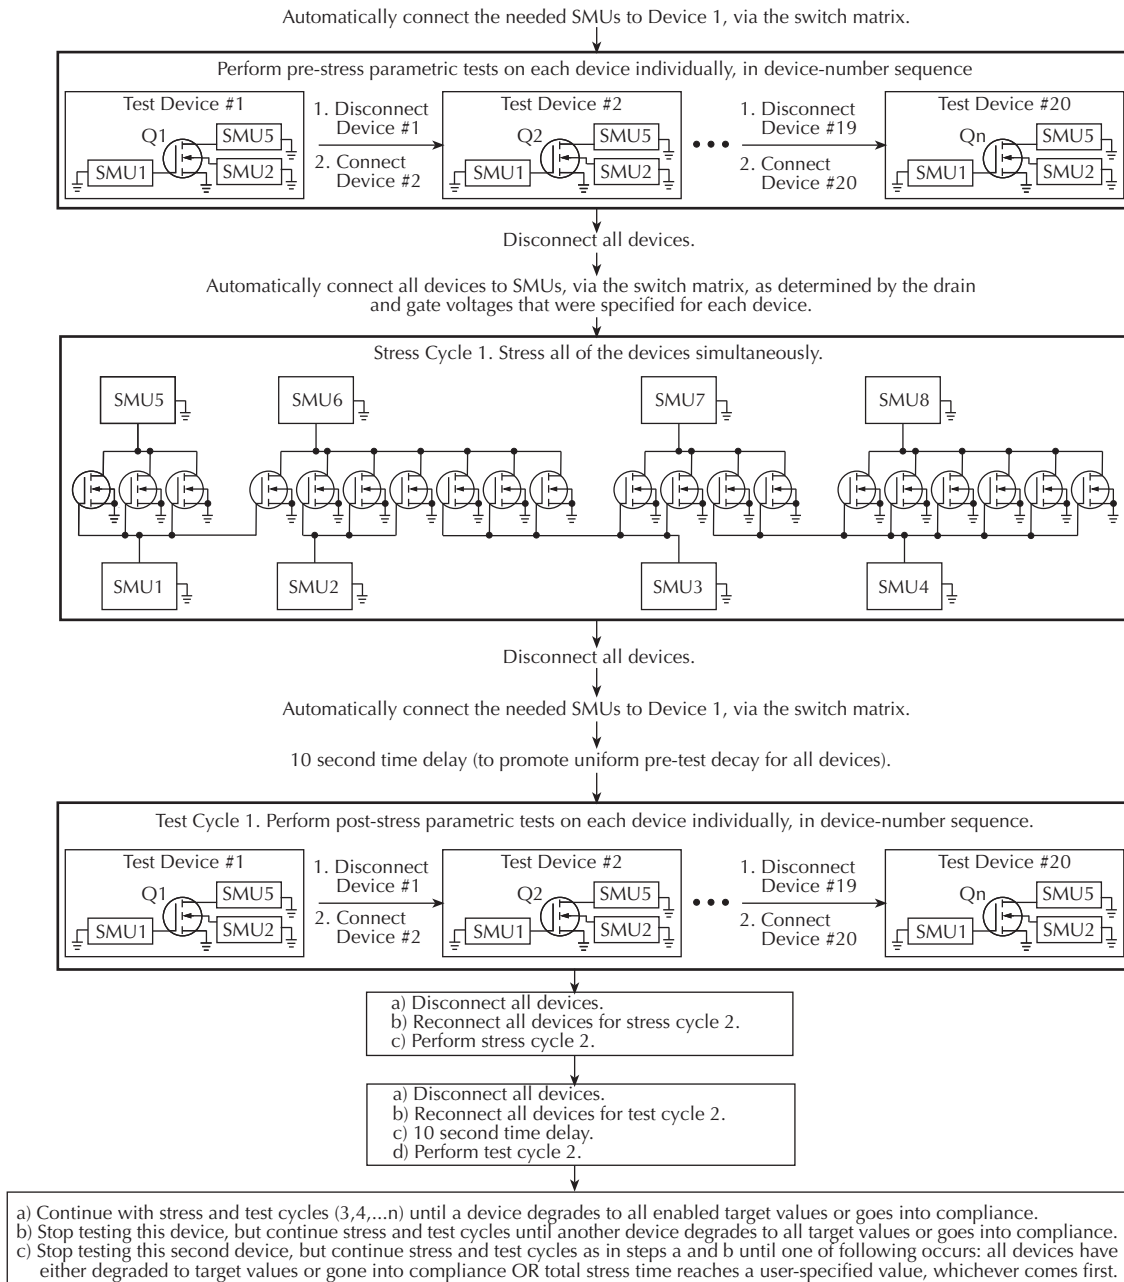 Automatically connect the needed SMUs to Device 1, via the switch matrix.
Perform pre-stress parametric tests on each device individually, in device-number sequence
Test Device #1
Q1
SMU5
SMU1
SMU2
1. Disconnect
Device #1
2. Connect
Device #2
Test Device #2
Q2
SMU5
SMU1
SMU2
1. Disconnect
Device #19
2. Connect
Device #20
Test Device #20
Qn
SMU5
SMU1
SMU2
Disconnect all devices.
Automatically connect all devices to SMUs, via the switch matrix, as determined by the drain
and gate voltages that were specified for each device.
Stress Cycle 1. Stress all of the devices simultaneously.
SMU5
SMU6
SMU7
SMU8
SMU1
SMU2
SMU3
SMU4
Disconnect all devices.
Automatically connect the needed SMUs to Device 1, via the switch matrix.
10 second time delay (to promote uniform pre-test decay for all devices).
Test Cycle 1. Perform post-stress parametric tests on each device individually, in device-number sequence.
Test Device #1
Q1
SMU5
SMU1
SMU2
1. Disconnect
Device #1
2. Connect
Device #2
Test Device #2
Q2
SMU5
SMU1
SMU2
1. Disconnect
Device #19
2. Connect
Device #20
Test Device #20
Qn
SMU5
SMU1
SMU2
a) Disconnect all devices.
b) Reconnect all devices for stress cycle 2.
c) Perform stress cycle 2.
a) Disconnect all devices.
b) Reconnect all devices for test cycle 2.
c) 10 second time delay.
d) Perform test cycle 2.
a) Continue with stress and test cycles (3,4,...n) until a device degrades to all enabled target values or goes into compliance.
b) Stop testing this device, but continue stress and test cycles until another device degrades to all target values or goes into compliance.
c) Stop testing this second device, but continue stress and test cycles as in steps a and b until one of following occurs: all devices have
either degraded to target values or gone into compliance OR total stress time reaches a user-specified value, whichever comes first.